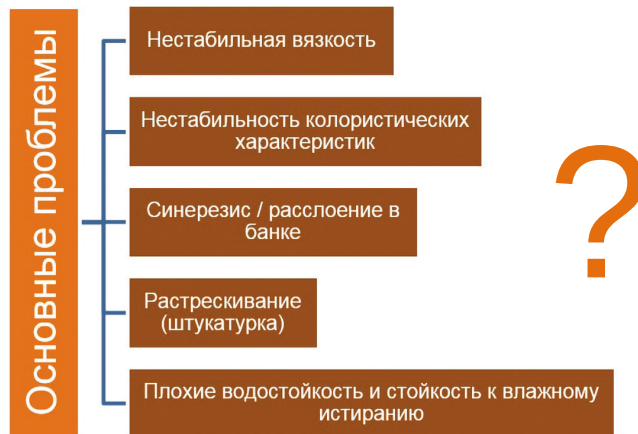 Основные проблемы
Нестабильная вязкость
Нестабильность колористических
характеристик
Синерезис / расслоение в
банке
Растрескивание
(штукатурка)
Плохие водостойкость и стойкость к влажному
истиранию
?